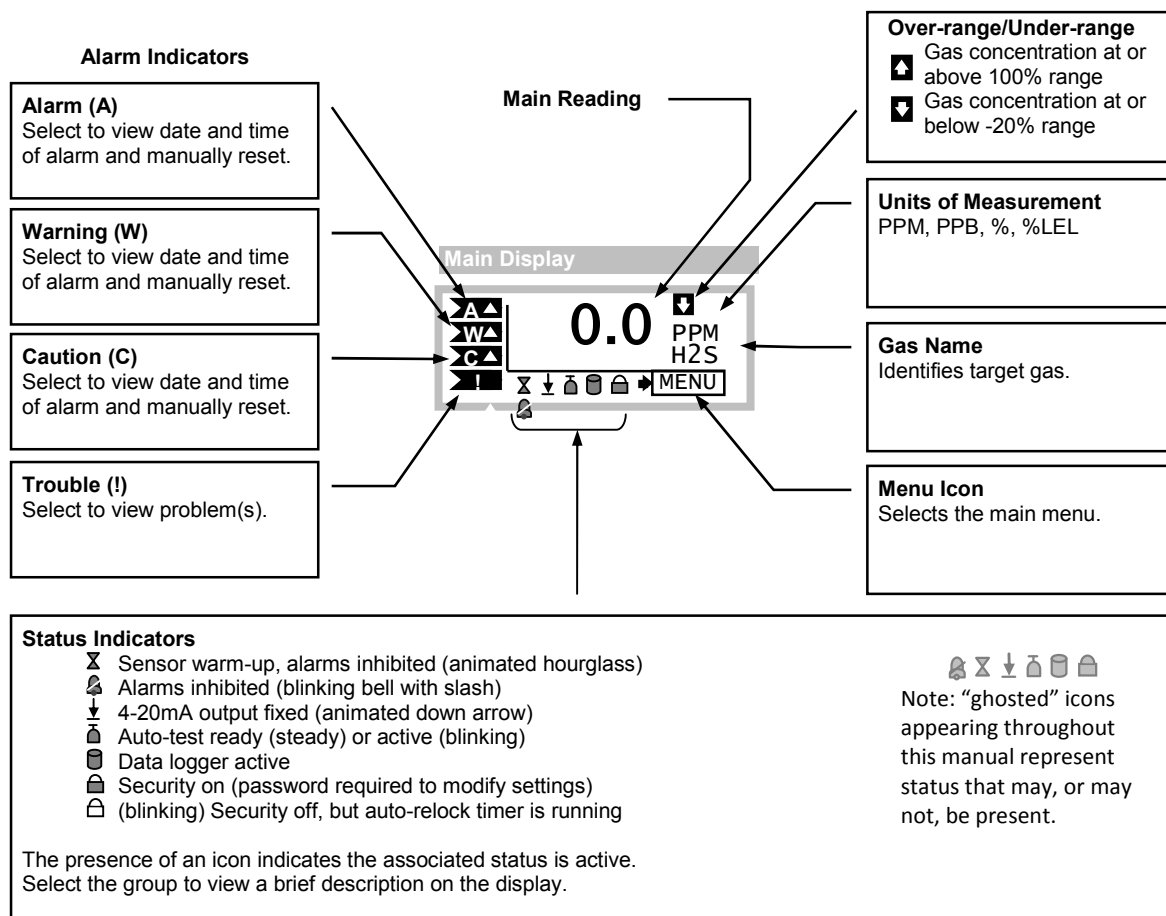 Alarm Indicators
Alarm (A)
Select to view date and time
of alarm and manually reset.
Warning (W)
Select to view date and time
of alarm and manually reset.
Caution (C)
Select to view date and time
of alarm and manually reset.
Trouble (!)
Select to view problem(s).
Main Reading
Main Display
A
W
C
!
0.0
PPM
H2S
MENU
Over-range/Under-range
Gas concentration at or
above 100% range
Gas concentration at or
below -20% range
Units of Measurement
PPM, PPB, %, %LEL
Gas Name
Identifies target gas.
Menu Icon
Selects the main menu.
Status Indicators
Sensor warm-up, alarms inhibited (animated hourglass)
Alarms inhibited (blinking bell with slash)
4-20mA output fixed (animated down arrow)
Auto-test ready (steady) or active (blinking)
Data logger active
Security on (password required to modify settings)
(blinking) Security off, but auto-relock timer is running
The presence of an icon indicates the associated status is active.
Select the group to view a brief description on the display.
Note: “ghosted” icons
appearing throughout
this manual represent
status that may, or may
not, be present.